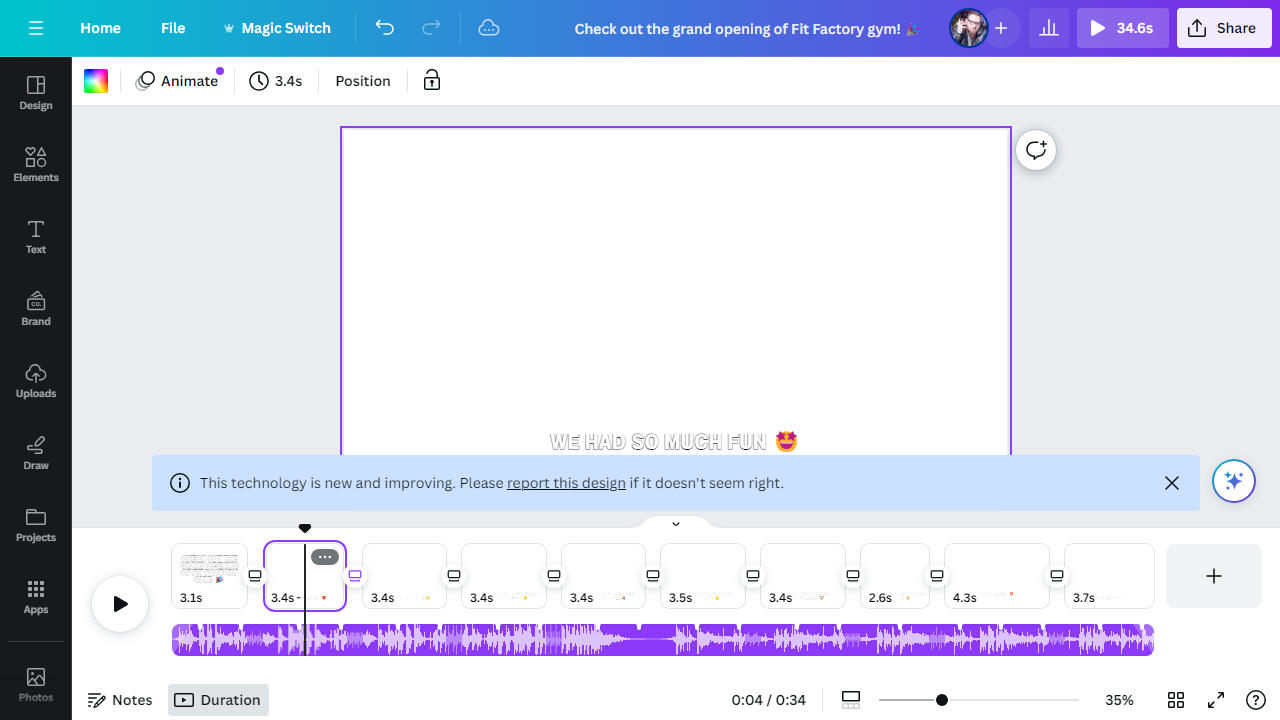 Home
File
Magic Switch
Check out the grand opening of Fit Factory gym! 🎉
34.6s
Share
Design
Elements
Text
Brand
Uploads
Draw
Projects
Apps
Photos
Animate
3.4s
Position
WE HAD SO MUCH FUN 🤩
This technology is new and improving. Please report this design if it doesn't seem right.
3.1s
3.4s
3.4s
3.4s
3.4s
3.5s
3.4s
2.6s
4.3s
3.7s
Notes
Duration
0:04 / 0:34
35%